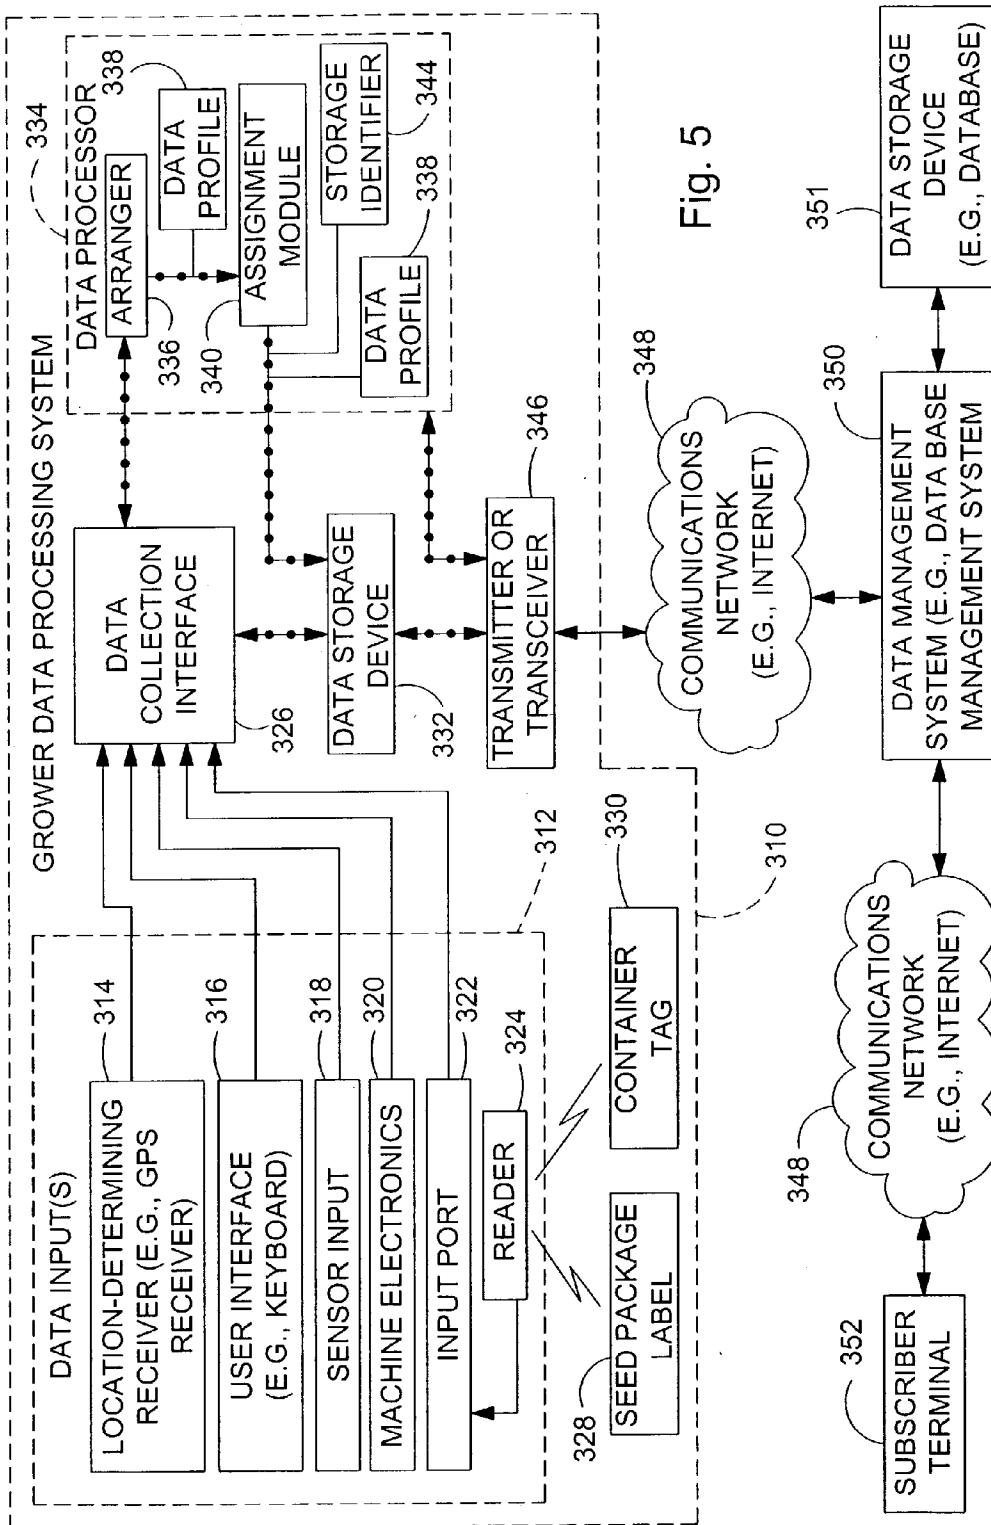 GROWER DATA PROCESSING SYSTEM
DATA INPUT(S)
LOCATION-DETERMINING
RECEIVER (E.G., GPS
RECEIVER)
314
USER INTERFACE
(E.G., KEYBOARD)
316
SENSOR INPUT
318
MACHINE ELECTRONICS
320
INPUT PORT
322
READER
324
312
SEED PACKAGE
LABEL
328
CONTAINER
TAG
330
310
DATA
COLLECTION
INTERFACE
326
DATA STORAGE
DEVICE
332
TRANSMITTER OR
TRANSCEIVER
346
DATA PROCESSOR
334
ARRANGER
336
DATA
PROFILE
338
ASSIGNMENT
MODULE
340
STORAGE
IDENTIFIER
344
DATA
PROFILE
338
Fig. 5
COMMUNICATIONS
NETWORK
(E.G., INTERNET)
348
SUBSCRIBER
TERMINAL
352
COMMUNICATIONS
NETWORK
(E.G., INTERNET)
348
DATA MANAGEMENT
SYSTEM (E.G., DATA BASE
MANAGEMENT SYSTEM
350
DATA STORAGE
DEVICE
(E.G., DATABASE)
351